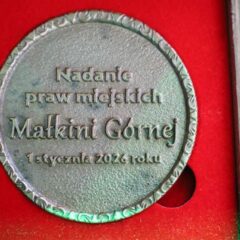 Nadanie
praw miejskich
Małkini Górnej
1 stycznia 2026 roku